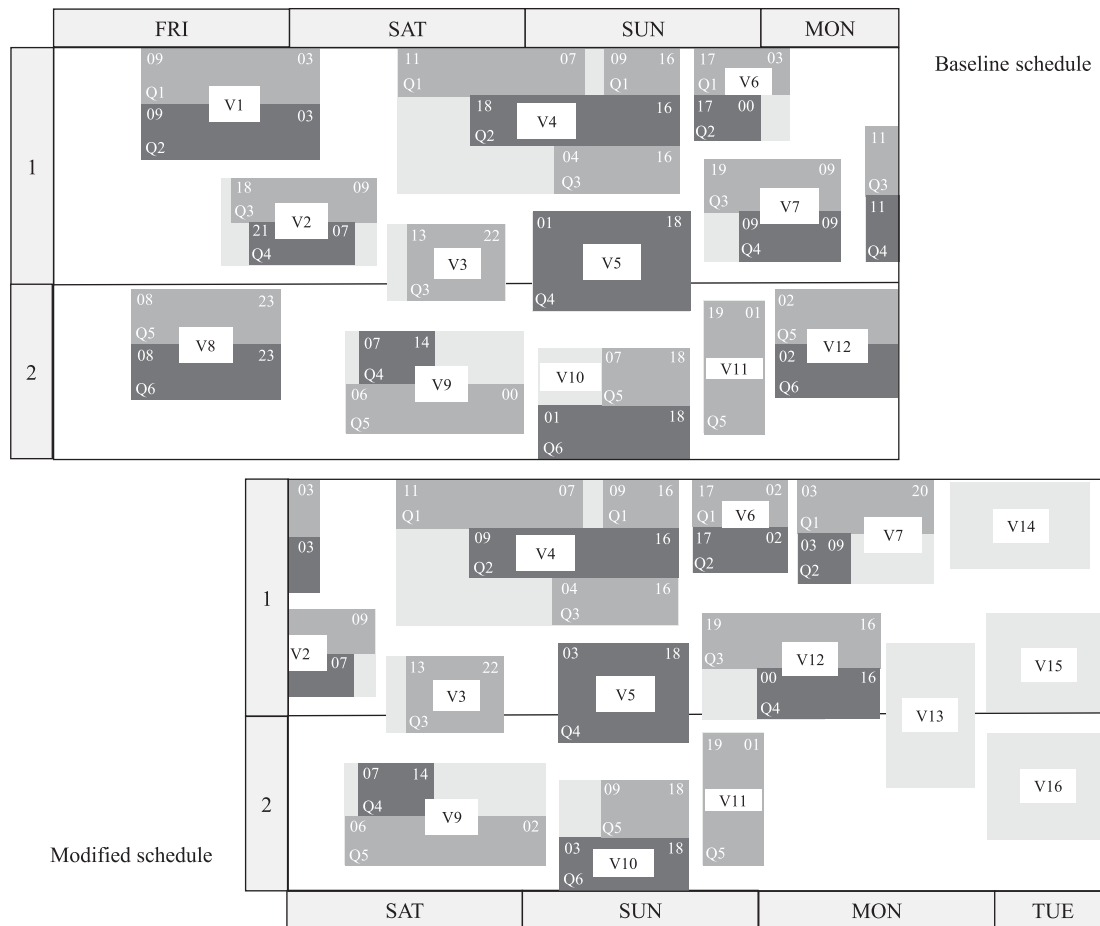 FRI SAT SUN MON
Baseline schedule
09 03 11 07 09 16 17 03
Q1 Q1 Q1 Q1 V6
V1
09 03 18 V4 16 17 00
Q2 Q2 Q2
04 16 11
Q3 Q3
1
18 09 19 09
Q3 Q3
V2 V7
21 07 09 09 11
Q4 Q4 Q4
13 22 01 18
V3 V5
Q3 Q4
08 23 19 01 02
Q5 Q5
V8 V12
08 23 02
Q6 Q6
07 14 07 18
Q4 V10 Q5 V11
2
V9
06 00 01 18
Q5 Q6 Q5
03 11 07 09 16 17 02 03 20
Q1 Q1 Q1 V6 Q1
V7 V14
03 09 V4 16 17 02 03 09
Q2 Q2 Q2
04 16
Q3
1
09 19 16
Q3 V12
V2 07 00 16
Q4
13 22 03 18 V15
V3 V5
Q3 Q4
V13
07 14 09 18 19 01
Q4 Q5 V11 V16
2
V9
06 02 03 18
Q5 Q6 V10 Q5
Modified schedule
SAT SUN MON TUE